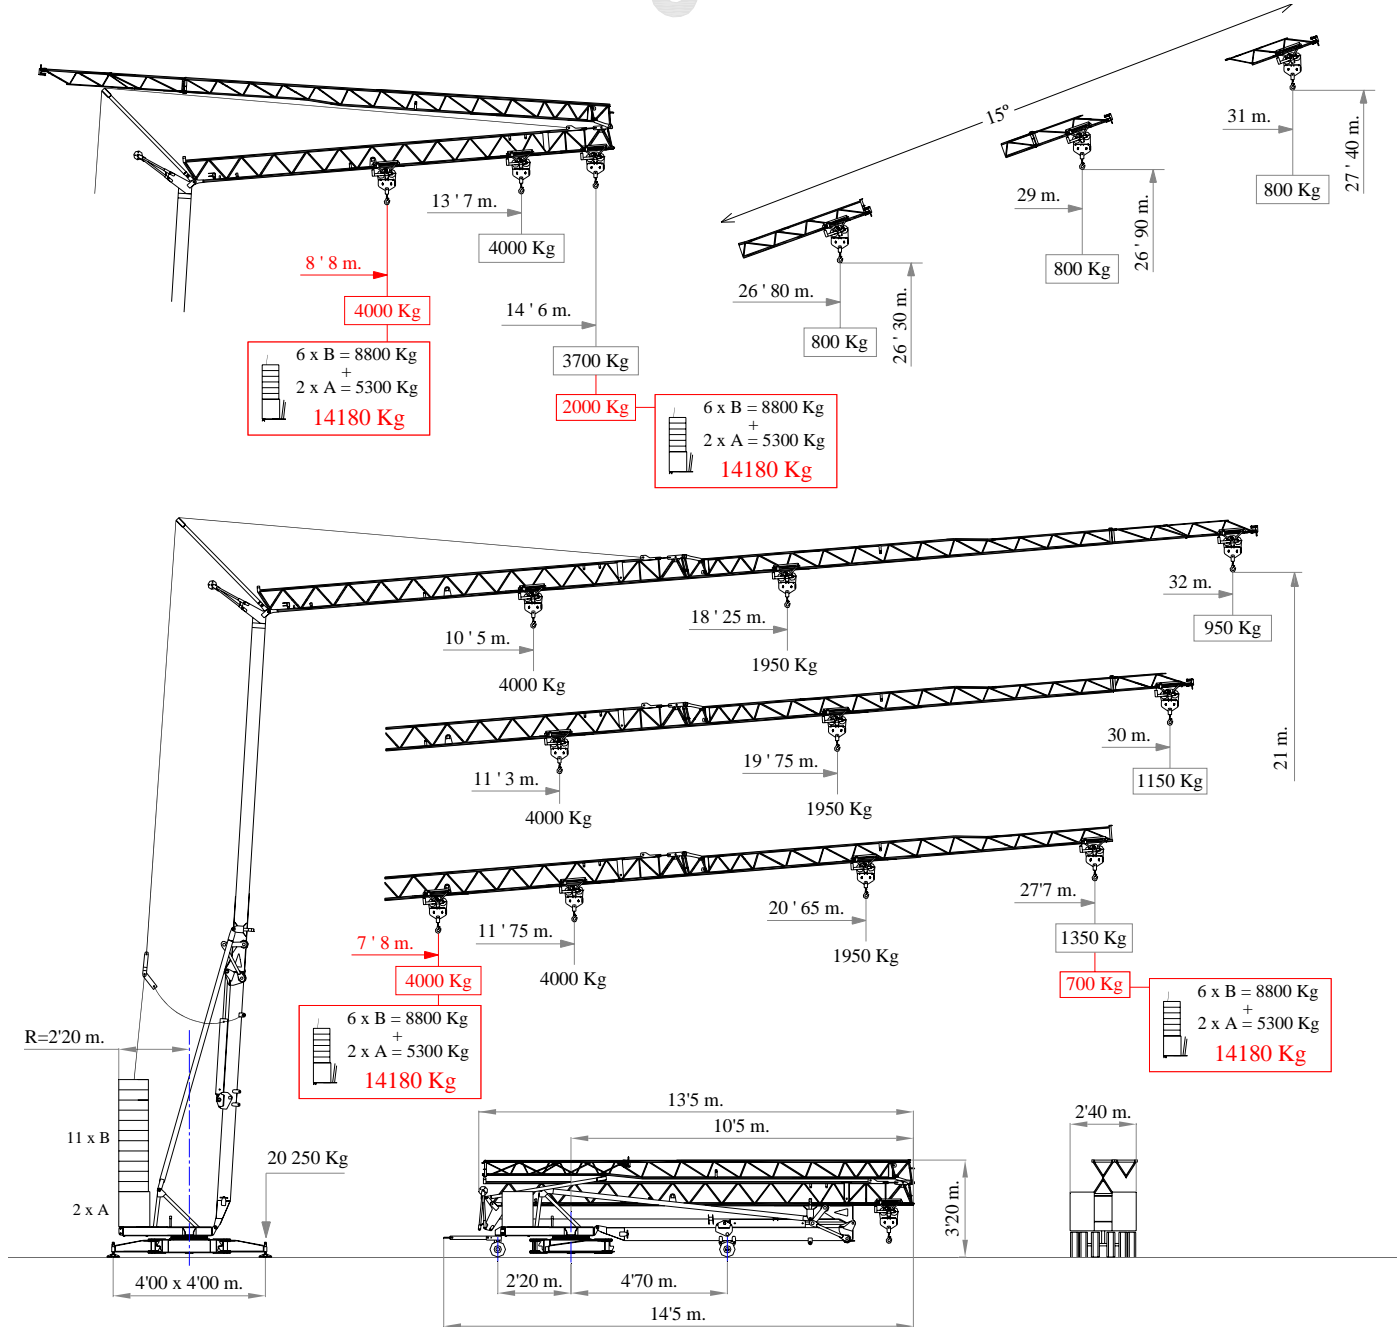 15º
31 m.
27 ' 40 m.
800 Kg
29 m.
26 ' 90 m.
800 Kg
26 ' 80 m.
26 ' 30 m.
800 Kg
13 ' 7 m.
4000 Kg
8 ' 8 m.
4000 Kg
14 ' 6 m.
3700 Kg
2000 Kg
6 x B = 8800 Kg
+
2 x A = 5300 Kg
14180 Kg
6 x B = 8800 Kg
+
2 x A = 5300 Kg
14180 Kg
32 m.
950 Kg
18 ' 25 m.
1950 Kg
10 ' 5 m.
4000 Kg
21 m.
30 m.
1150 Kg
19 ' 75 m.
1950 Kg
11 ' 3 m.
4000 Kg
27'7 m.
1350 Kg
700 Kg
20 ' 65 m.
1950 Kg
11 ' 75 m.
4000 Kg
7 ' 8 m.
4000 Kg
6 x B = 8800 Kg
+
2 x A = 5300 Kg
14180 Kg
6 x B = 8800 Kg
+
2 x A = 5300 Kg
14180 Kg
R=2'20 m.
11 x B
2 x A
20 250 Kg
4'00 x 4'00 m.
13'5 m.
10'5 m.
3'20 m.
2'20 m.
4'70 m.
14'5 m.
2'40 m.